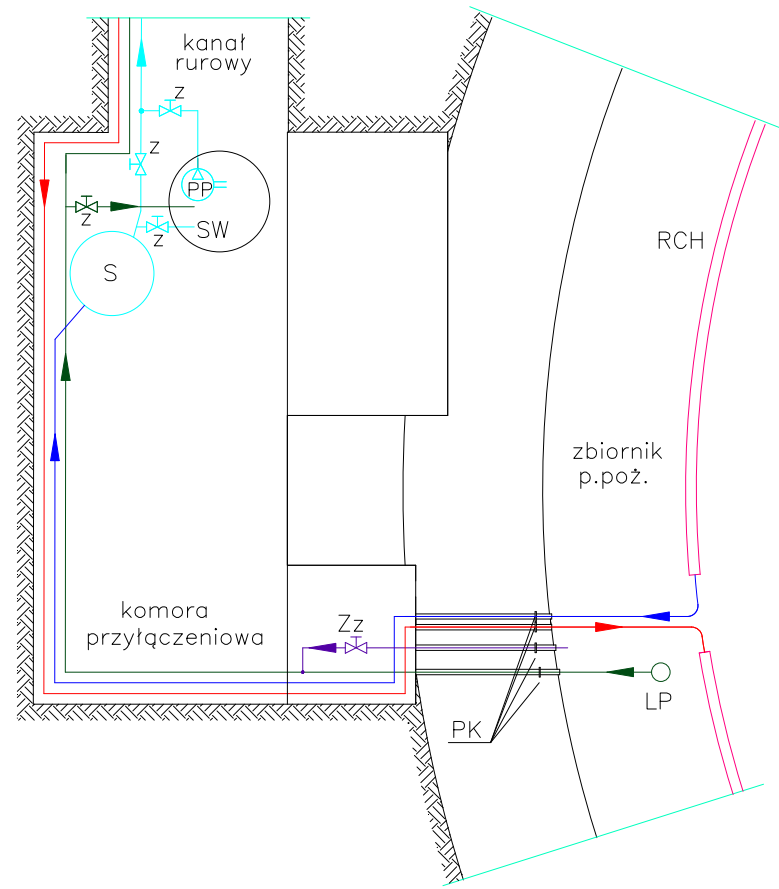 kanał
rurowy
z
z
PP
z
SW
z
RCH
S
zbiornik
p.poż.
komora
przyłączeniowa
Zz
LP
PK